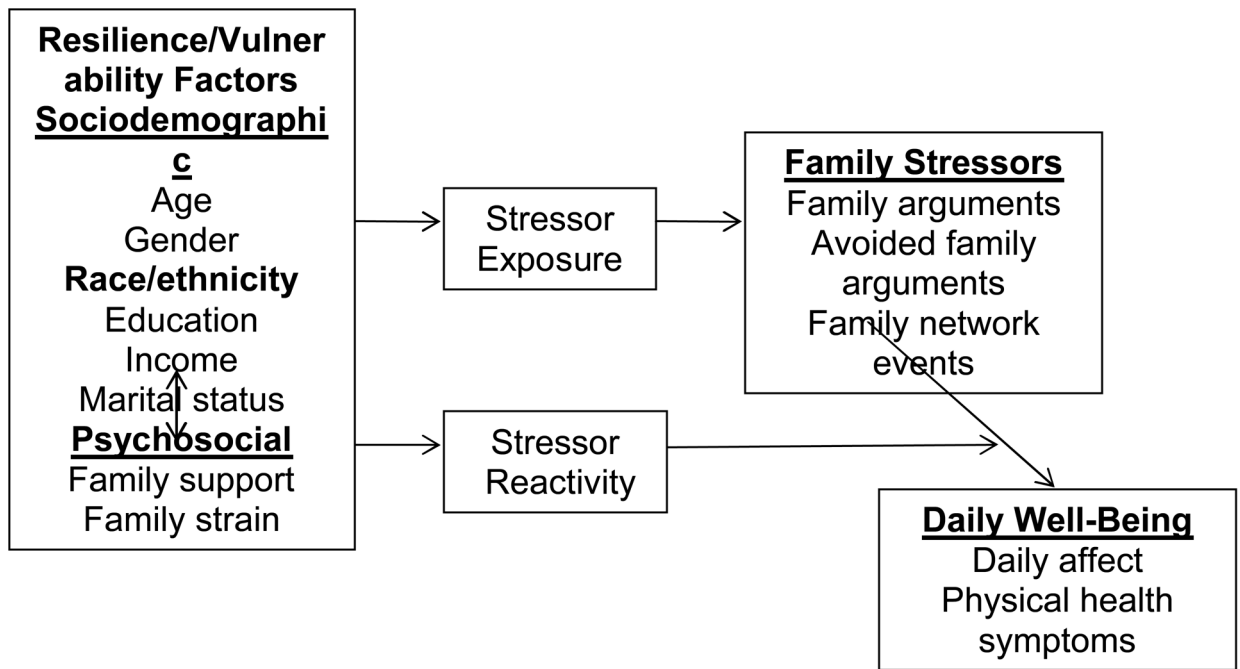 Resilience/Vulner
ability Factors
Sociodemographi
c
Age
Gender
Race/ethnicity
Education
Income
Marital status
Psychosocial
Family support
Family strain
Stressor
Exposure
Stressor
Reactivity
Family Stressors
Family arguments
Avoided family
arguments
Family network
events
Daily Well-Being
Daily affect
Physical health
symptoms